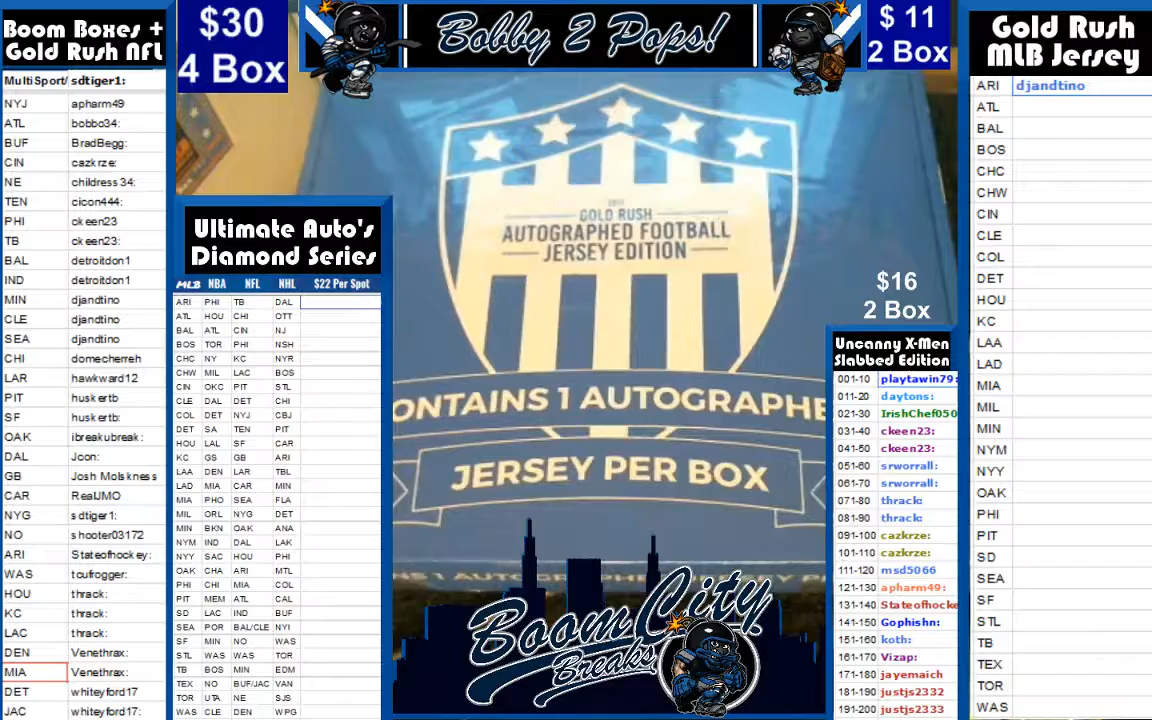 Boom Boxes +
Gold Rush NFL
MultiSport/ sdtiger1:
NYJ apharm49
ATL bobbo34:
BUF BradBegg:
CIN cazkrze:
NE childress 34:
TEN cicon444:
PHI ckeen23
TB ckeen23:
BAL detroitdon1
IND detroitdon1
MIN djandtino
CLE djandtino
SEA djandtino
CHI domecherreh
LAR hawkward12
PIT huskertb
SF huskertb:
OAK ibreakubreak:
DAL Jcon:
GB Josh Molskness
CAR RealJMO
NYG sdtiger1:
NO shooter03172
ARI Stateofhockey:
WAS tcufrogger:
HOU thrack:
KC thrack:
LAC thrack:
DEN Venethrax:
MIA Venethrax:
DET whiteyford17
JAC whiteyford17:
$30
4 Box
Bobby 2 Pops!
$ 11
2 Box
GOLD RUSH
AUTOGRAPHED FOOTBALL
JERSEY EDITION
ONTAINS 1 AUTOGRAPHE
JERSEY PER BOX
Ultimate Auto's
Diamond Series
MLB NBA NFL NHL $22 Per Spot
ARI PHI TB DAL
ATL HOU CHI OTT
BAL ATL CIN NJ
BOS TOR PHI NSH
CHC NY KC NYR
CHW MIL LAC BOS
CIN OKC PIT STL
CLE DAL DET CHI
COL DET NYJ CBJ
DET SA TEN PIT
HOU LAL SF CAR
KC GS GB ARI
LAA DEN LAR TBL
LAD MIA CAR MIN
MIA PHO SEA FLA
MIL ORL NYG DET
MIN BKN OAK ANA
NYM IND DAL LAK
NYY SAC HOU PHI
OAK CHA ARI MTL
PHI CHI MIA COL
PIT MEM ATL CAL
SD LAC IND BUF
SEA POR BAL/CLE NYI
SF MIN NO WAS
STL WAS WAS TOR
TB BOS MIN EDM
TEX NO BUF/JAC VAN
TOR UTA NE SJS
WAS CLE DEN WPG
Boom City
Breaks
$16
2 Box
Uncanny X-Men
Slabbed Edition
001-10 playtawin79:
011-20 daytons:
021-30 IrishChef050
031-40 ckeen23:
041-50 ckeen23:
051-60 srworrall:
061-70 srworrall:
071-80 thrack:
081-90 thrack:
091-100 cazkrze:
101-110 cazkrze:
111-120 msd5066
121-130 apharm49:
131-140 Stateofhocke
141-150 Gophishn:
151-160 koth:
161-170 Vizap:
171-180 jayemaich
181-190 justjs2332
191-200 justjs2333
Gold Rush
MLB Jersey
ARI djandtino
ATL
BAL
BOS
CHC
CHW
CIN
CLE
COL
DET
HOU
KC
LAA
LAD
MIA
MIL
MIN
NYM
NYY
OAK
PHI
PIT
SD
SEA
SF
STL
TB
TEX
TOR
WAS